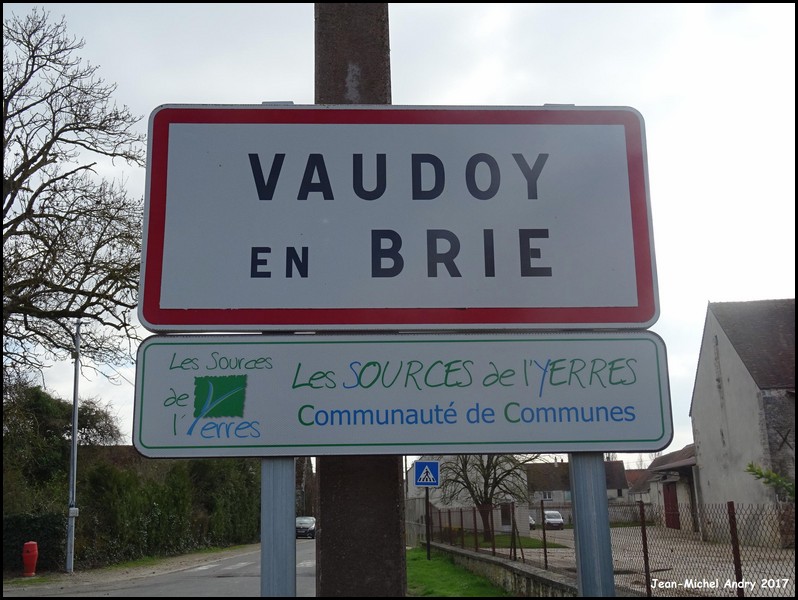 VAUDOY
EN BRIE
Les Sources
de
l'Yerres
Les SOURCES de l'YERRES
Communauté de Communes
Jean-Michel Andry 2017